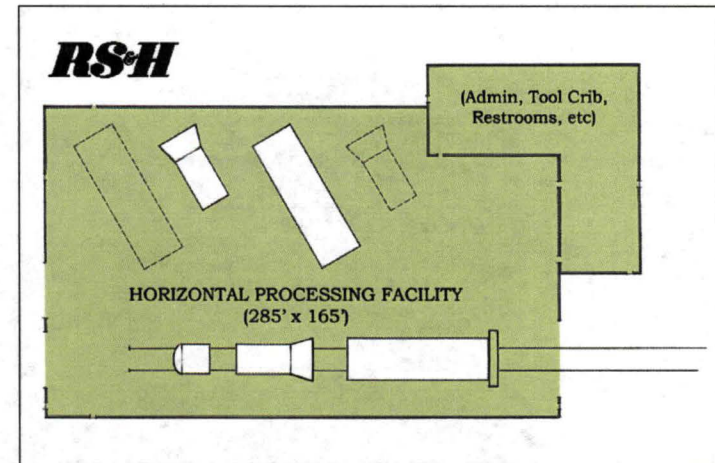 RS&H
(Admin, Tool Crib,
Restrooms, etc)
HORIZONTAL PROCESSING FACILITY
(285' x 165')